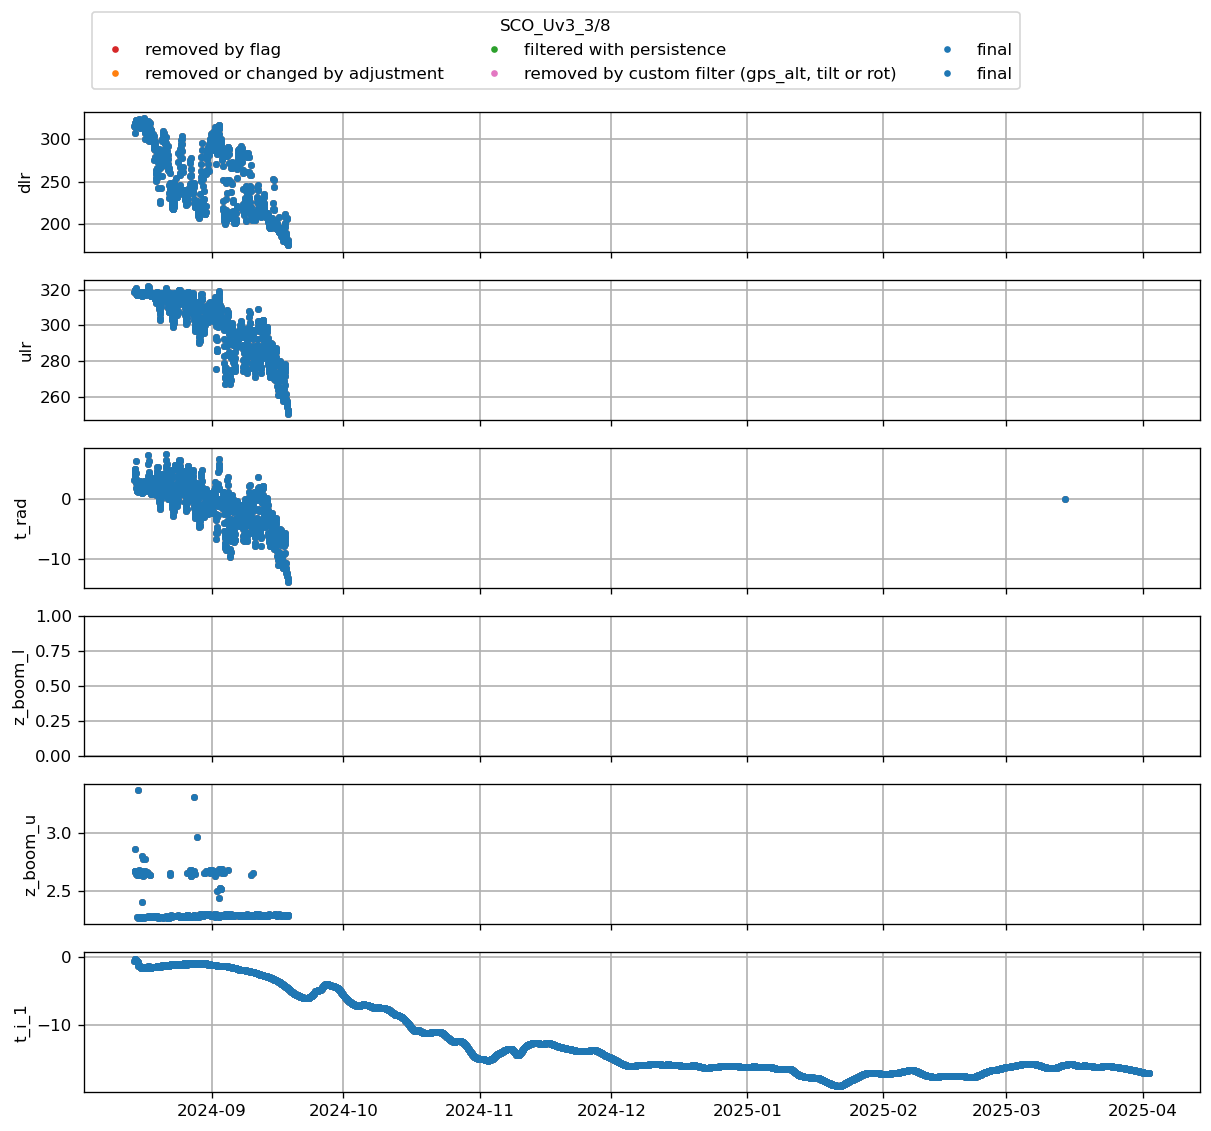 SCO_Uv3_3/8
removed by flag
filtered with persistence
final
removed or changed by adjustment
removed by custom filter (gps_alt, tilt or rot)
final
300
250
200
dlr
320
300
280
260
ulr
0
−10
t_rad
1.00
0.75
0.50
0.25
0.00
z_boom_l
3.0
2.5
z_boom_u
0
−10
t_i_1
2024-09
2024-10
2024-11
2024-12
2025-01
2025-02
2025-03
2025-04